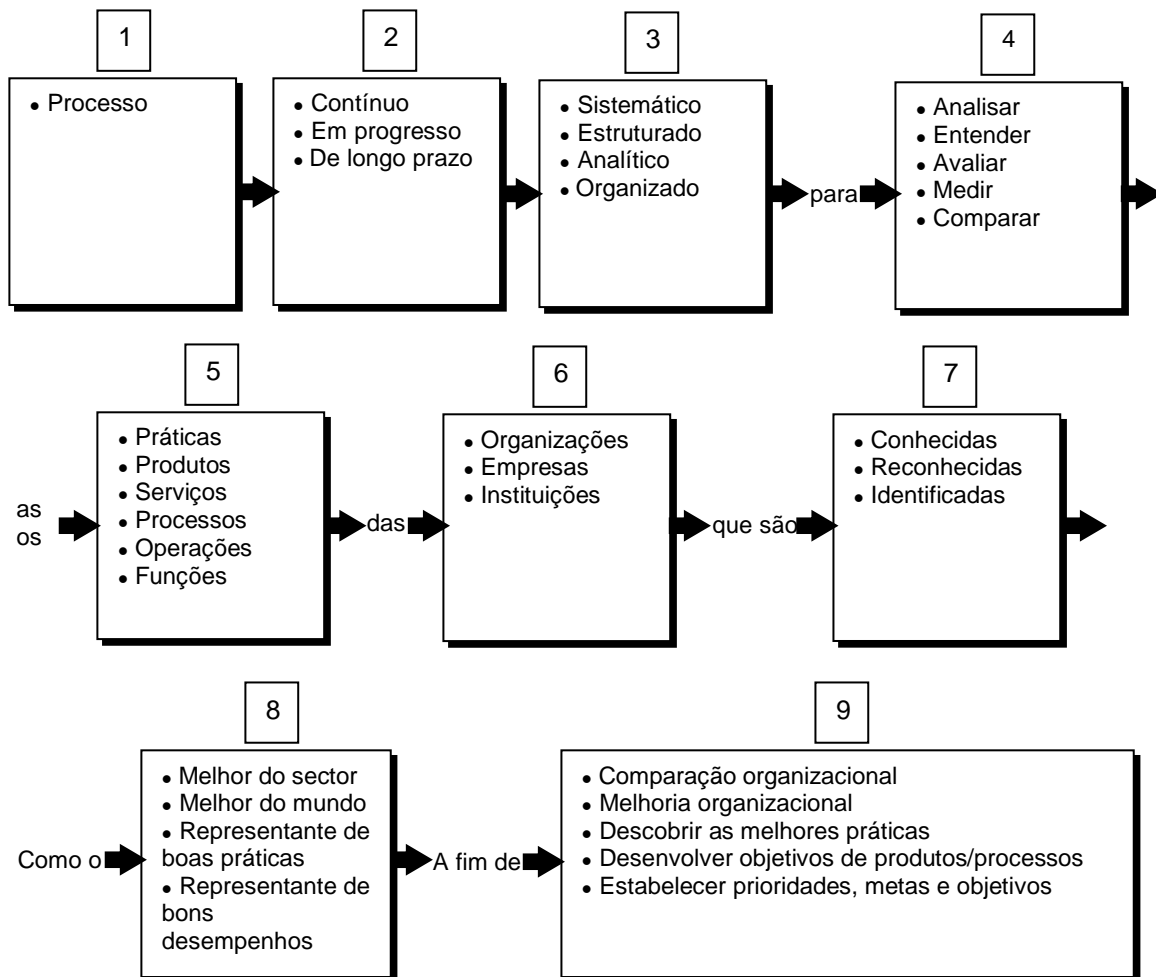 1
• Processo
2
• Contínuo
• Em progresso
• De longo prazo
3
• Sistemático
• Estruturado
• Analítico
• Organizado
para
4
• Analisar
• Entender
• Avaliar
• Medir
• Comparar
as
os
5
• Práticas
• Produtos
• Serviços
• Processos
• Operações
• Funções
das
6
• Organizações
• Empresas
• Instituições
que são
7
• Conhecidas
• Reconhecidas
• Identificadas
Como o
8
• Melhor do sector
• Melhor do mundo
• Representante de
boas práticas
• Representante de
bons
desempenhos
A fim de
9
• Comparação organizacional
• Melhoria organizacional
• Descobrir as melhores práticas
• Desenvolver objetivos de produtos/processos
• Estabelecer prioridades, metas e objetivos